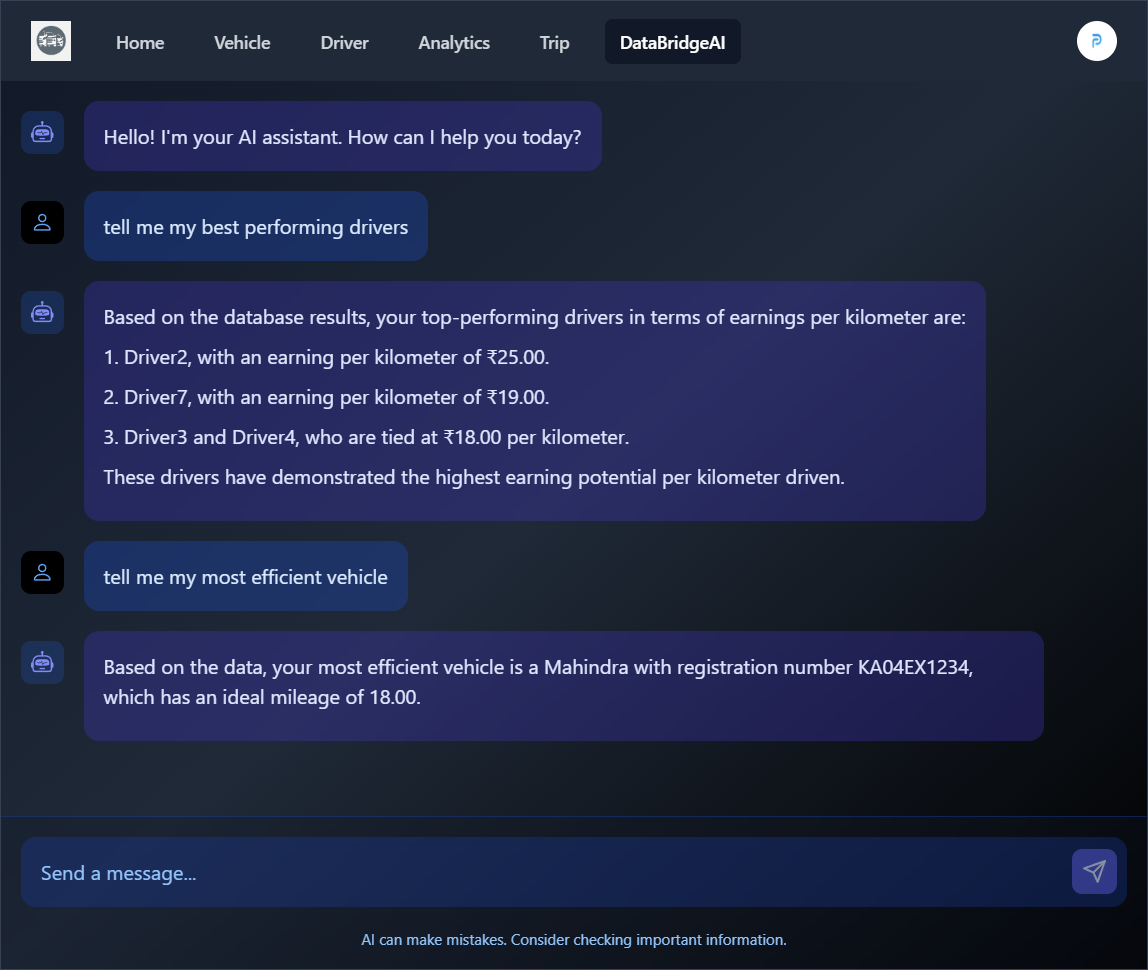 Home Vehicle Driver Analytics Trip DataBridgeAI
Hello! I'm your AI assistant. How can I help you today?
tell me my best performing drivers
Based on the database results, your top-performing drivers in terms of earnings per kilometer are:
1. Driver2, with an earning per kilometer of ₹25.00.
2. Driver7, with an earning per kilometer of ₹19.00.
3. Driver3 and Driver4, who are tied at ₹18.00 per kilometer.
These drivers have demonstrated the highest earning potential per kilometer driven.
tell me my most efficient vehicle
Based on the data, your most efficient vehicle is a Mahindra with registration number KA04EX1234,
which has an ideal mileage of 18.00.
Send a message...
AI can make mistakes. Consider checking important information.